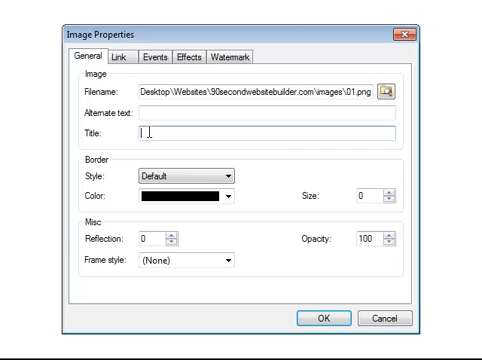 Image Properties
General Link Events Effects Watermark
Image
Filename: Desktop\Websites\90secondwebsitebuilder.com\images\01.png
Alternate text:
Title:
Border
Style: Default
Color: Size: 0
Misc
Reflection: 0 Opacity: 100
Frame style: (None)
OK Cancel